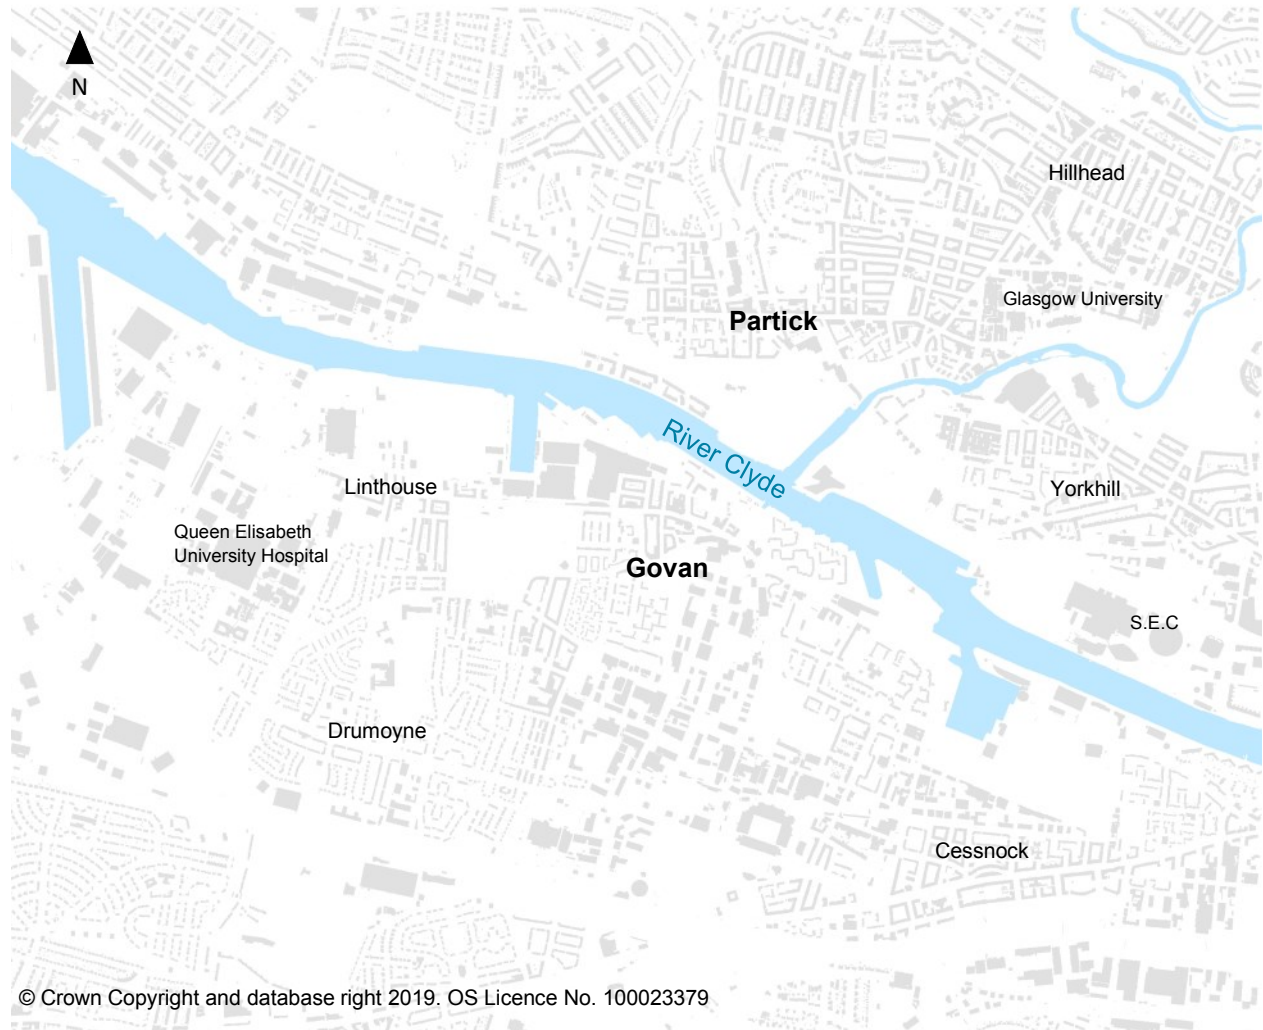 N
Hillhead
Glasgow University
Partick
River Clyde
Linthouse
Yorkhill
Queen Elisabeth
University Hospital
Govan
S.E.C
Drumoyne
Cessnock
© Crown Copyright and database right 2019. OS Licence No. 100023379